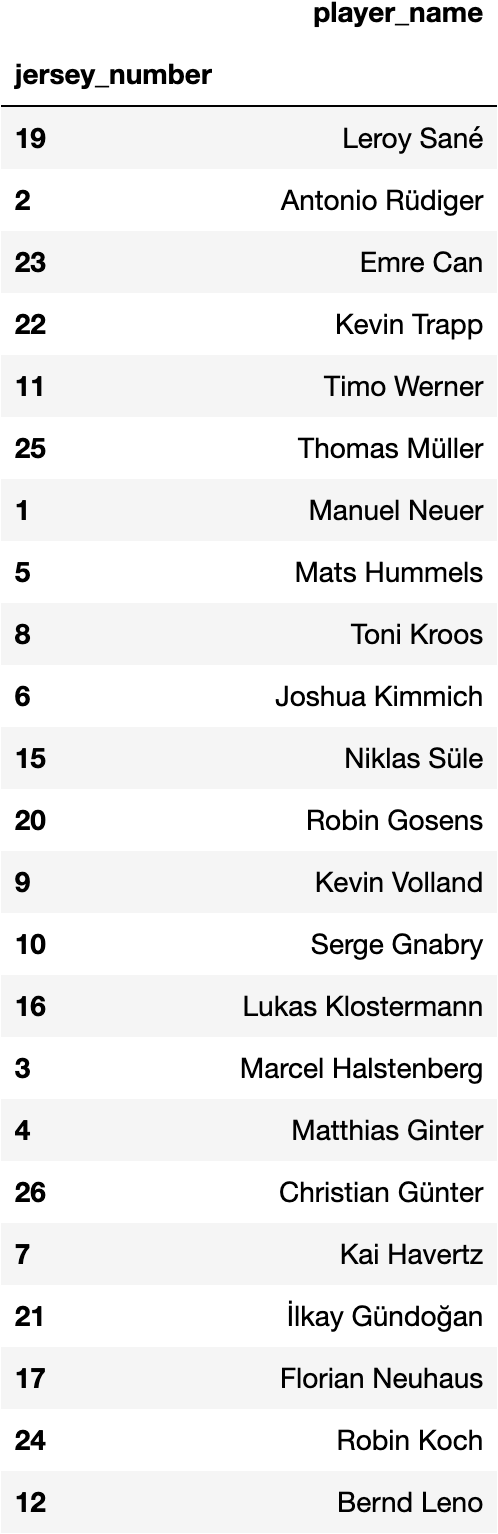 player_name
jersey_number
19 Leroy Sané
2 Antonio Rüdiger
23 Emre Can
22 Kevin Trapp
11 Timo Werner
25 Thomas Müller
1 Manuel Neuer
5 Mats Hummels
8 Toni Kroos
6 Joshua Kimmich
15 Niklas Süle
20 Robin Gosens
9 Kevin Volland
10 Serge Gnabry
16 Lukas Klostermann
3 Marcel Halstenberg
4 Matthias Ginter
26 Christian Günter
7 Kai Havertz
21 İlkay Gündoğan
17 Florian Neuhaus
24 Robin Koch
12 Bernd Leno